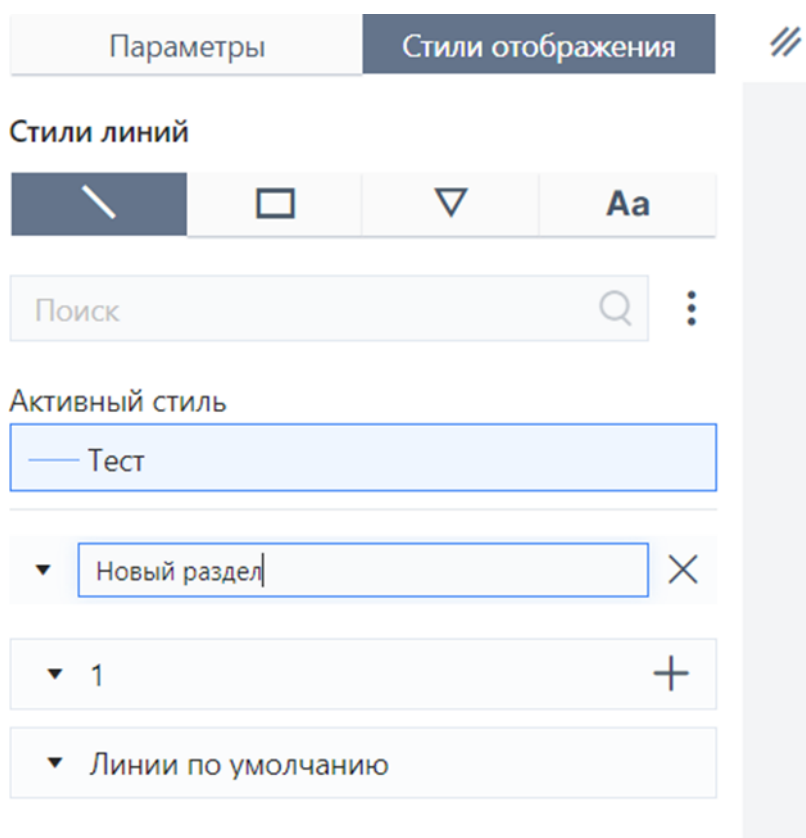 Параметры
Стили отображения
Стили линий
Aa
Поиск
Активный стиль
Тест
Новый раздел
1
Линии по умолчанию